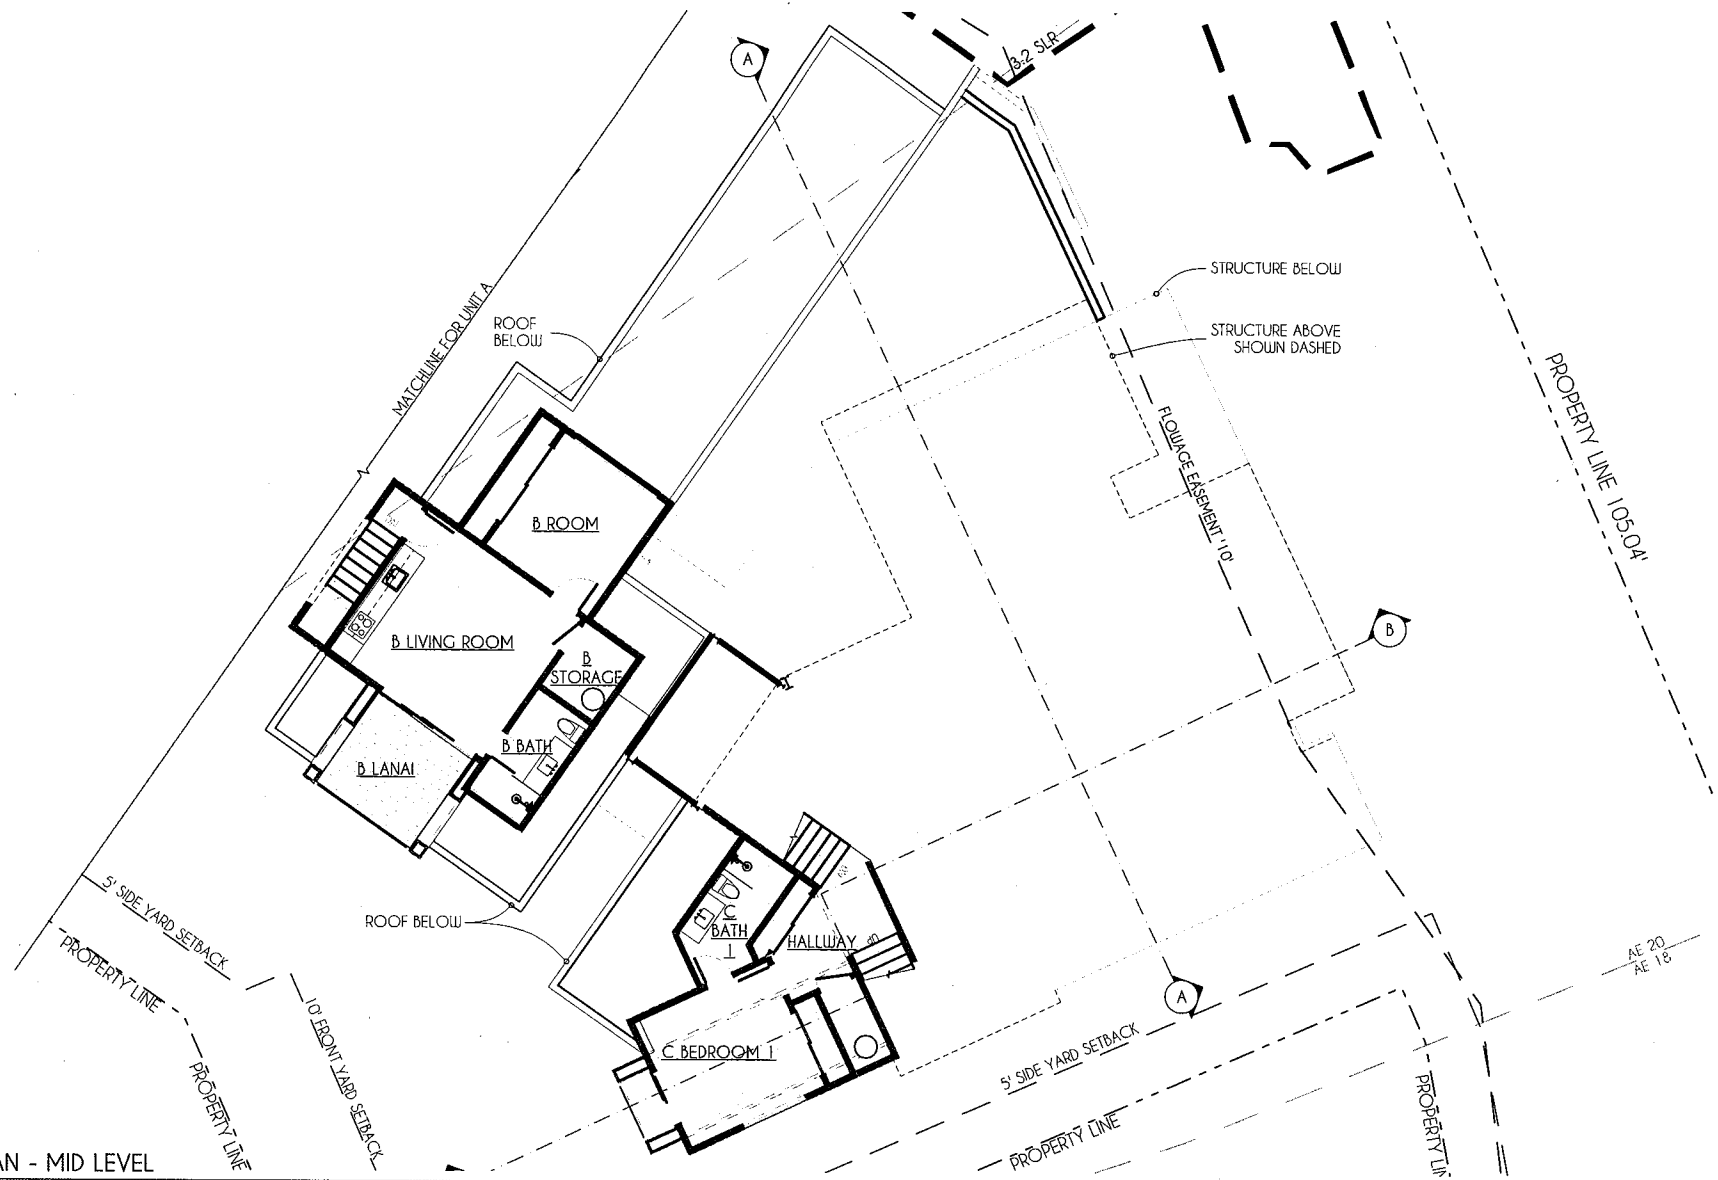 A
3.2 SLR
STRUCTURE BELOW
STRUCTURE ABOVE
SHOWN DASHED
ROOF
BELOW
MATCHLINE FOR UNIT A
PROPERTY LINE 105.04'
FLOWAGE EASEMENT '10'
B ROOM
B
B LIVING ROOM
B
STORAGE
B BATH
B LANAI
5' SIDE YARD SETBACK
ROOF BELOW
C
BATH
1
HALLWAY
UP
PROPERTY LINE
AE 20
AE 18
A
10' FRONT YARD SETBACK
C BEDROOM 1
5' SIDE YARD SETBACK
PROPERTY LINE
PROPERTY LINE
PROPERTY LIN
AN - MID LEVEL